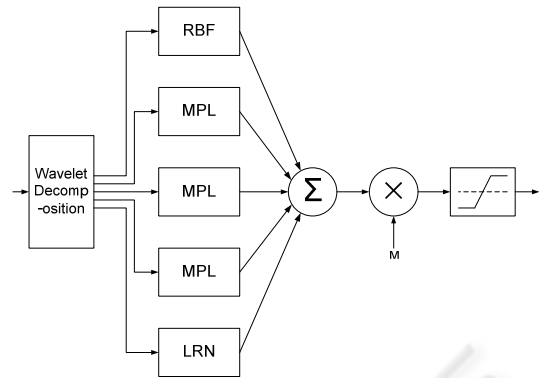 RBF
MPL
Wavelet
Decomp
-osition
MPL
Σ
×
M
MPL
LRN